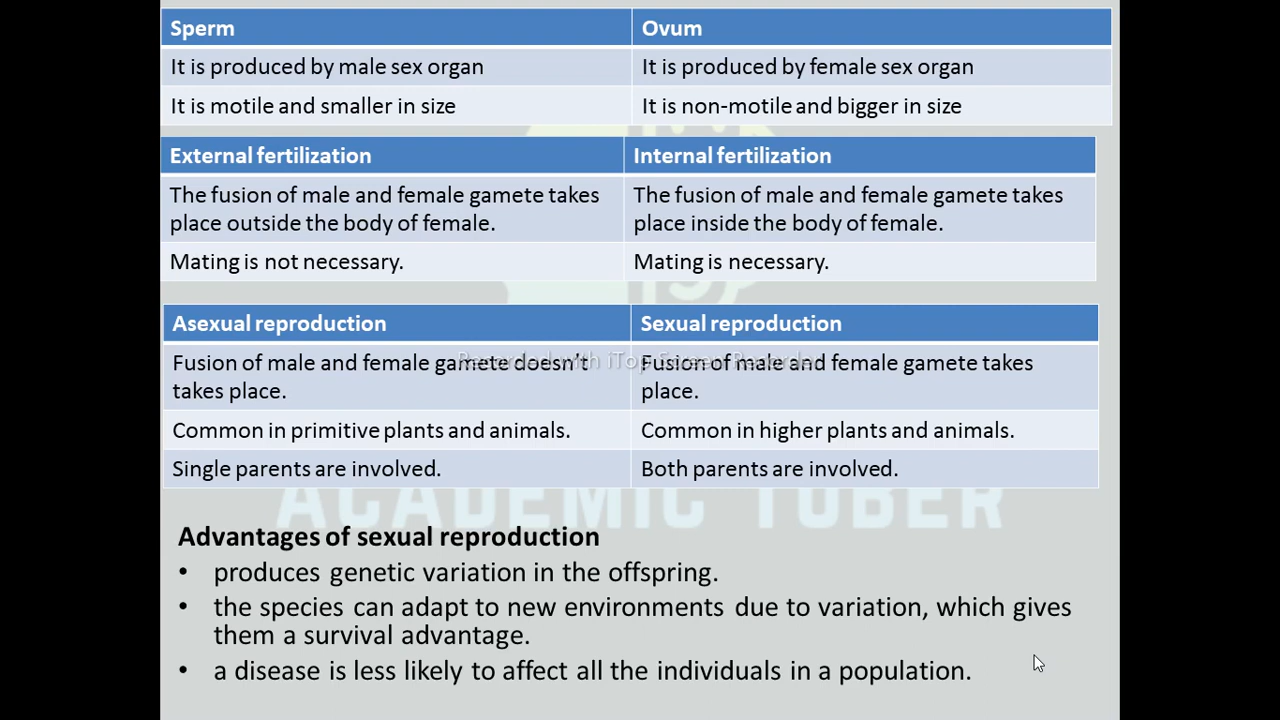 Sperm
Ovum
It is produced by male sex organ
It is produced by female sex organ
It is motile and smaller in size
It is non-motile and bigger in size
External fertilization
Internal fertilization
The fusion of male and female gamete takes
place outside the body of female.
The fusion of male and female gamete takes
place inside the body of female.
Mating is not necessary.
Mating is necessary.
Asexual reproduction
Sexual reproduction
Fusion of male and female gamete doesn't
takes place.
Fusion of male and female gamete takes
place.
Recorded with iTop Screen Recorder
Common in primitive plants and animals.
Common in higher plants and animals.
Single parents are involved.
Both parents are involved.
ACADEMIC TUBER
Advantages of sexual reproduction
• produces genetic variation in the offspring.
• the species can adapt to new environments due to variation, which gives
them a survival advantage.
• a disease is less likely to affect all the individuals in a population.